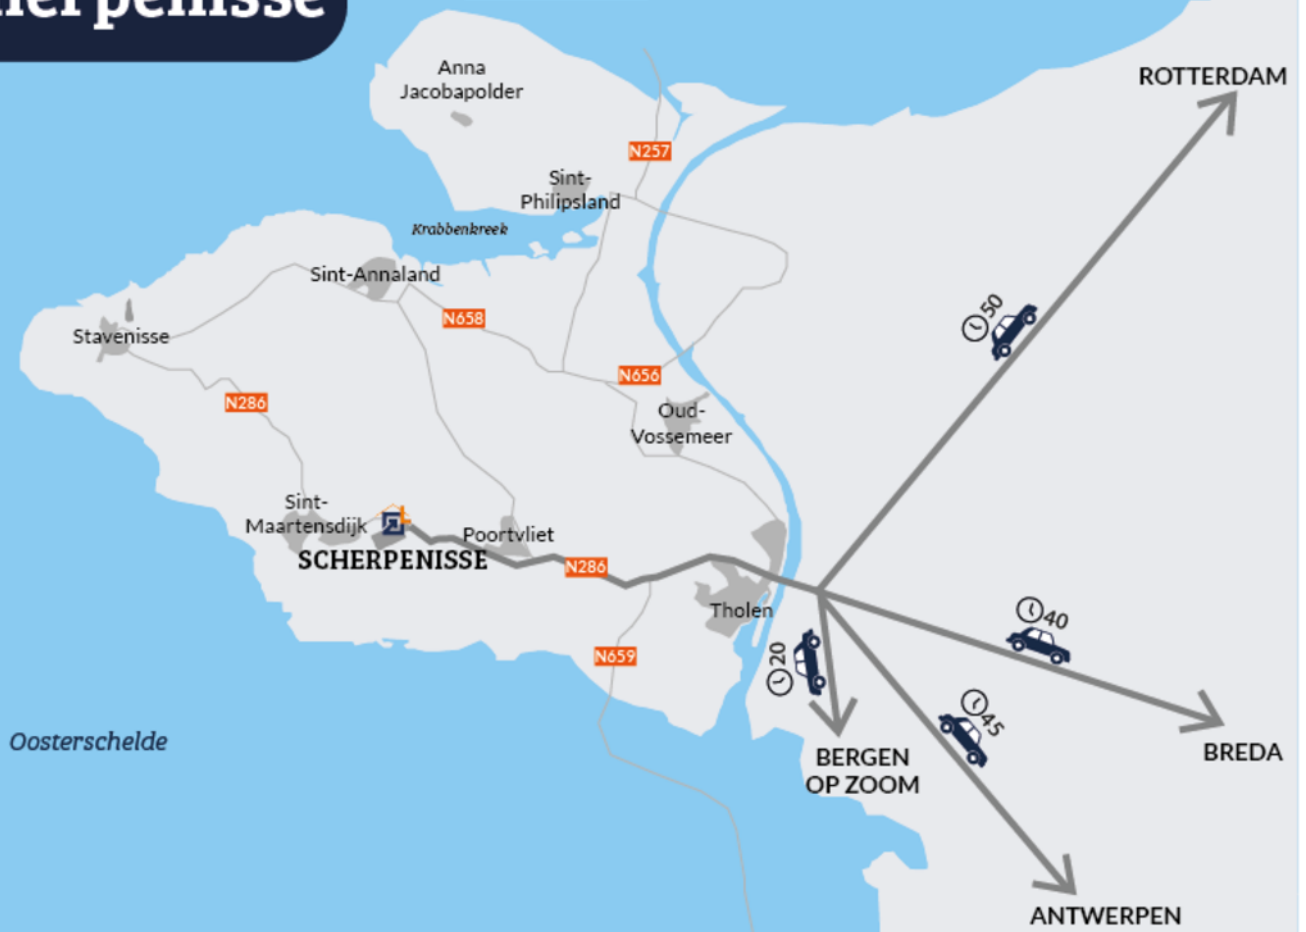 ROTTERDAM
Anna
Jacobapolder
N257
Sint-
Philipsland
Krabbenkreek
Sint-Annaland
50
N658
Stavenisse
N656
N286
Oud-
Vossemeer
Sint-
Maartensdijk
Poortvliet
SCHERPENISSE
N286
Tholen
40
N659
20
45
Oosterschelde
BERGEN
OP ZOOM
BREDA
ANTWERPEN